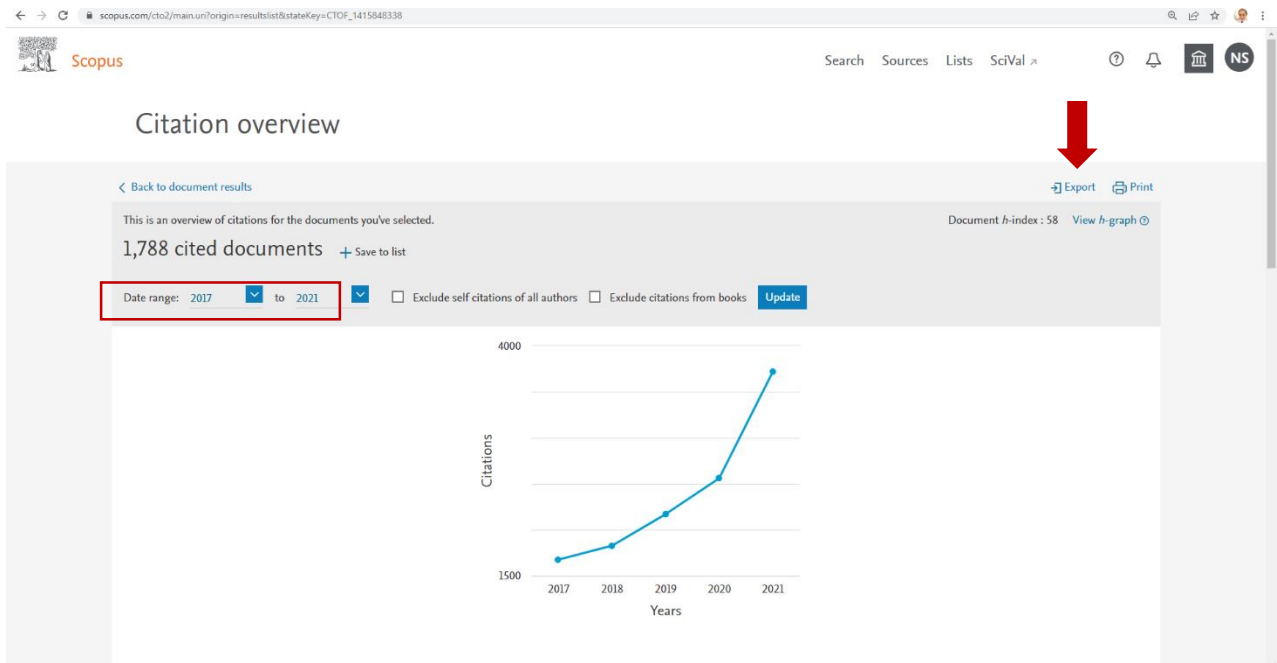 scopus.com/cto2/main.uri?origin=resultslist&stateKey=CTOF_1415848338
Scopus
Search Sources Lists SciVal
NS
Citation overview
Back to document results
Export Print
This is an overview of citations for the documents you've selected.
Document h-index : 58 View h-graph
1,788 cited documents + Save to list
Date range: 2017 to 2021 Exclude self citations of all authors Exclude citations from books Update
4000
Citations
1500
2017 2018 2019 2020 2021
Years